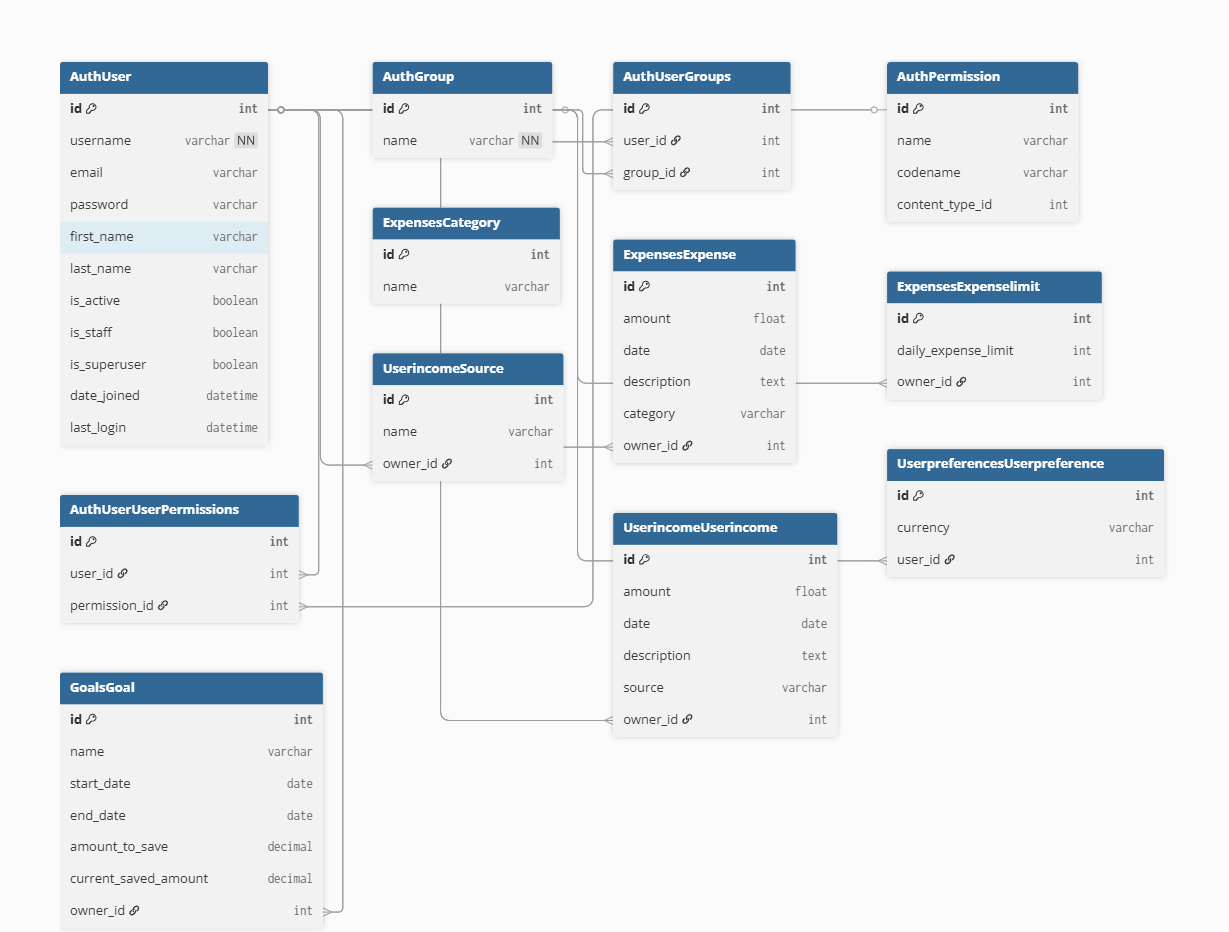 AuthUser
id int
username varchar NN
email varchar
password varchar
first_name varchar
last_name varchar
is_active boolean
is_staff boolean
is_superuser boolean
date_joined datetime
last_login datetime
AuthUserUserPermissions
id int
user_id int
permission_id int
GoalsGoal
id int
name varchar
start_date date
end_date date
amount_to_save decimal
current_saved_amount decimal
owner_id int
AuthGroup
id int
name varchar NN
ExpensesCategory
id int
name varchar
UserincomeSource
id int
name varchar
owner_id int
AuthUserGroups
id int
user_id int
group_id int
ExpensesExpense
id int
amount float
date date
description text
category varchar
owner_id int
UserincomeUserincome
id int
amount float
date date
description text
source varchar
owner_id int
AuthPermission
id int
name varchar
codename varchar
content_type_id int
ExpensesExpenselimit
id int
daily_expense_limit int
owner_id int
UserpreferencesUserpreference
id int
currency varchar
user_id int